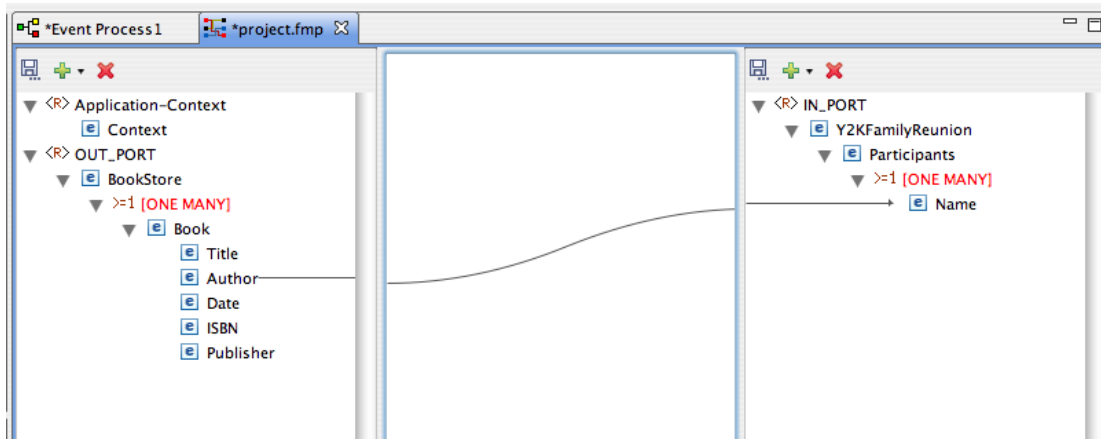 *Event Process1
*project.fmp
<R> Application-Context
e Context
<R> OUT_PORT
e BookStore
>=1 [ONE MANY]
e Book
e Title
e Author
e Date
e ISBN
e Publisher
<R> IN_PORT
e Y2KFamilyReunion
e Participants
>=1 [ONE MANY]
e Name